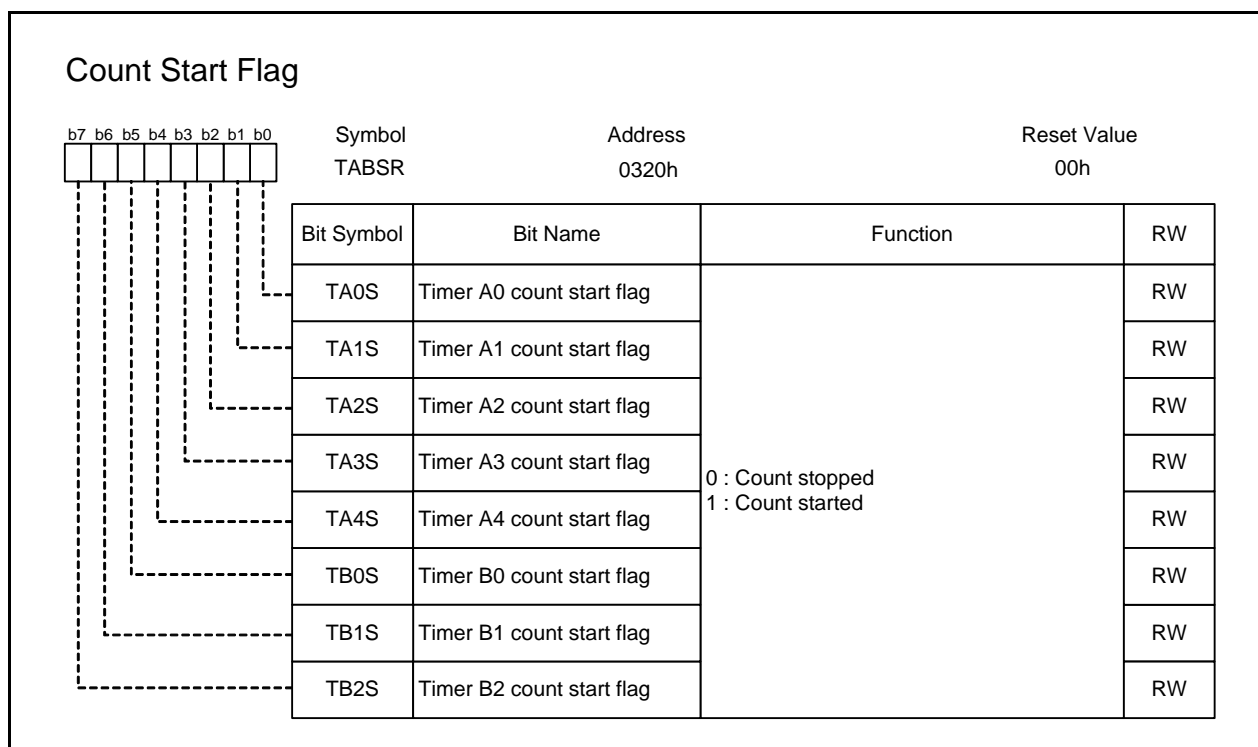 Count Start Flag
b7 b6 b5 b4 b3 b2 b1 b0
Symbol Address Reset Value
TABSR 0320h 00h
Bit Symbol Bit Name Function RW
TA0S Timer A0 count start flag RW
TA1S Timer A1 count start flag RW
TA2S Timer A2 count start flag RW
TA3S Timer A3 count start flag RW
0 : Count stopped
1 : Count started
TA4S Timer A4 count start flag RW
TB0S Timer B0 count start flag RW
TB1S Timer B1 count start flag RW
TB2S Timer B2 count start flag RW